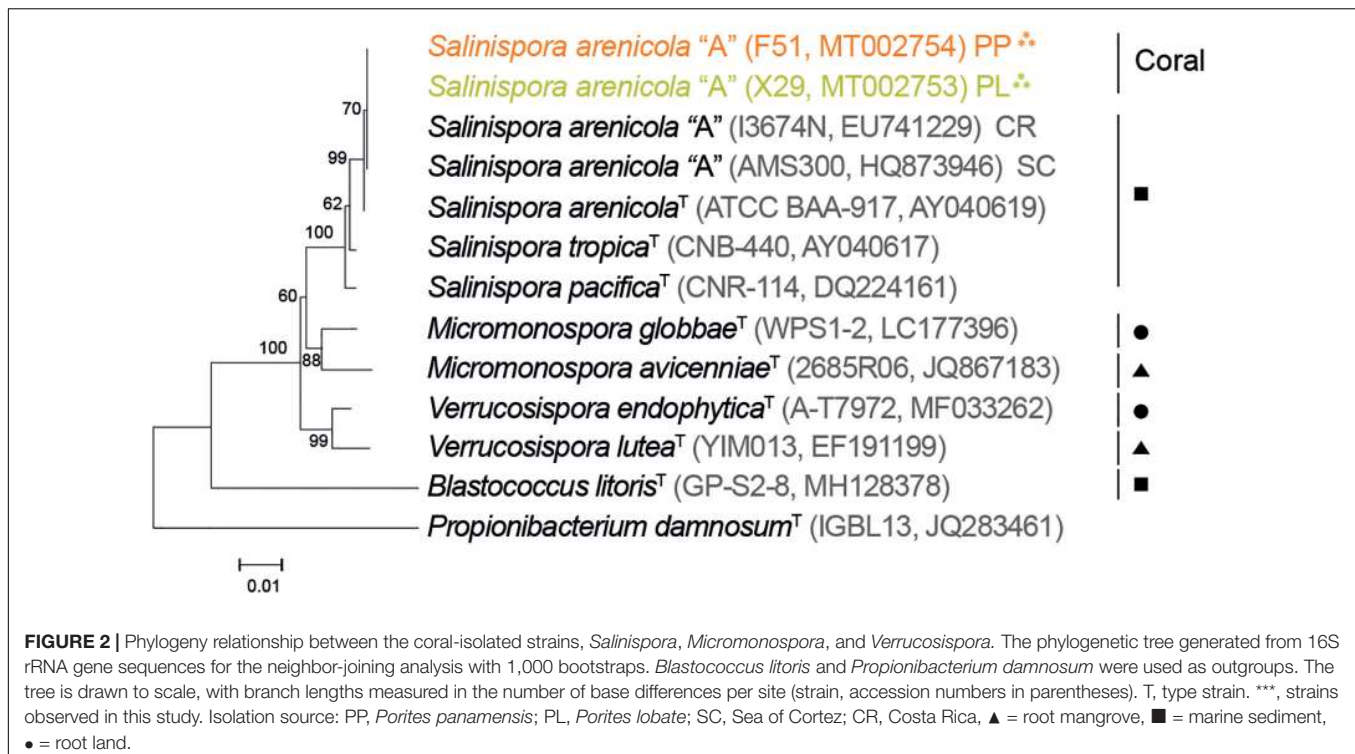 Salinispora arenicola “A” (F51, MT002754) PP
Salinispora arenicola “A” (X29, MT002753) PL
Coral
Salinispora arenicola “A” (I3674N, EU741229) CR
Salinispora arenicola “A” (AMS300, HQ873946) SC
Salinispora arenicolaᵀ (ATCC BAA-917, AY040619)
■
Salinispora tropicaᵀ (CNB-440, AY040617)
Salinispora pacificaᵀ (CNR-114, DQ224161)
Micromonospora globbaeᵀ (WPS1-2, LC177396) ●
Micromonospora avicenniaeᵀ (2685R06, JQ867183) ▲
Verrucosispora endophyticaᵀ (A-T7972, MF033262) ●
Verrucosispora luteaᵀ (YIM013, EF191199) ▲
Blastococcus litorisᵀ (GP-S2-8, MH128378) ■
Propionibacterium damnosumᵀ (IGBL13, JQ283461)
70
99
62
100
60
100
88
99
0.01
FIGURE 2 | Phylogeny relationship between the coral-isolated strains, Salinispora, Micromonospora, and Verrucosispora. The phylogenetic tree generated from 16S
rRNA gene sequences for the neighbor-joining analysis with 1,000 bootstraps. Blastococcus litoris and Propionibacterium damnosum were used as outgroups. The
tree is drawn to scale, with branch lengths measured in the number of base differences per site (strain, accession numbers in parentheses). T, type strain. ***, strains
observed in this study. Isolation source: PP, Porites panamensis; PL, Porites lobate; SC, Sea of Cortez; CR, Costa Rica, ▲ = root mangrove, ■ = marine sediment,
● = root land.